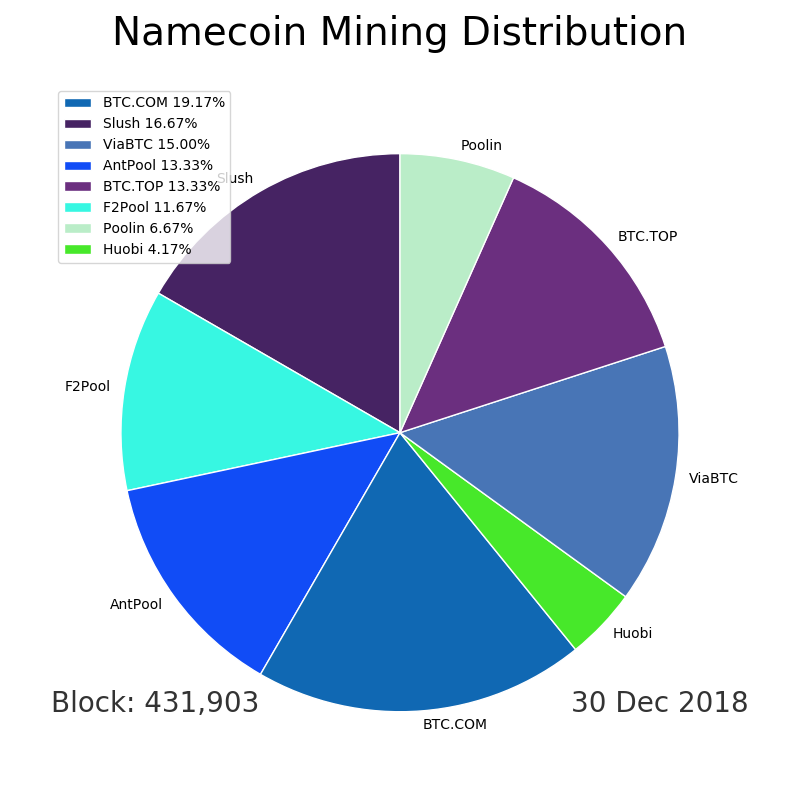 Namecoin Mining Distribution
BTC.COM 19.17%
Slush 16.67%
ViaBTC 15.00%
AntPool 13.33%
BTC.TOP 13.33%
F2Pool 11.67%
Poolin 6.67%
Huobi 4.17%
Poolin
Slush
BTC.TOP
F2Pool
ViaBTC
AntPool
Huobi
BTC.COM
Block: 431,903
30 Dec 2018